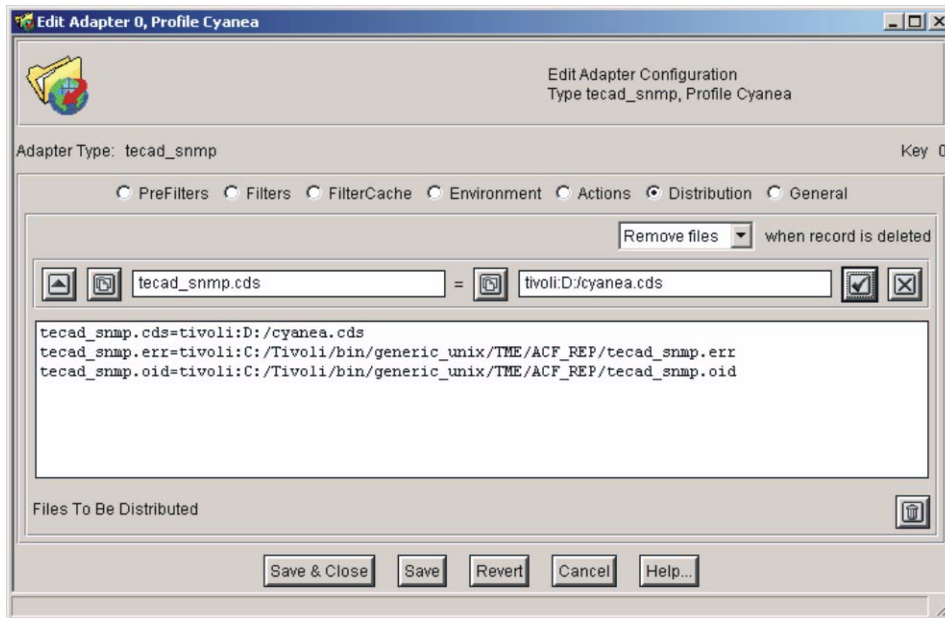 Edit Adapter 0, Profile Cyanea
Edit Adapter Configuration
Type tecad_snmp, Profile Cyanea
Adapter Type: tecad_snmp Key 0
PreFilters Filters FilterCache Environment Actions Distribution General
Remove files when record is deleted
tecad_snmp.cds = tivoli:D:/cyanea.cds
tecad_snmp.cds=tivoli:D:/cyanea.cds
tecad_snmp.err=tivoli:C:/Tivoli/bin/generic_unix/TME/ACF_REP/tecad_snmp.err
tecad_snmp.oid=tivoli:C:/Tivoli/bin/generic_unix/TME/ACF_REP/tecad_snmp.oid
Files To Be Distributed
Save & Close Save Revert Cancel Help...